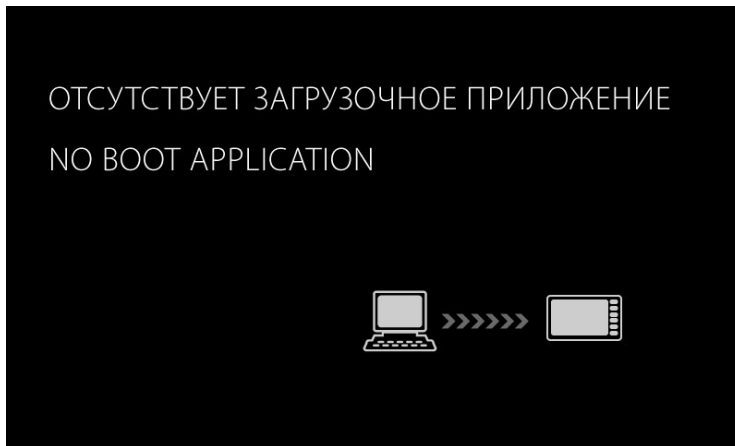 ОТСУТСТВУЕТ ЗАГРУЗОЧНОЕ ПРИЛОЖЕНИЕ
NO BOOT APPLICATION